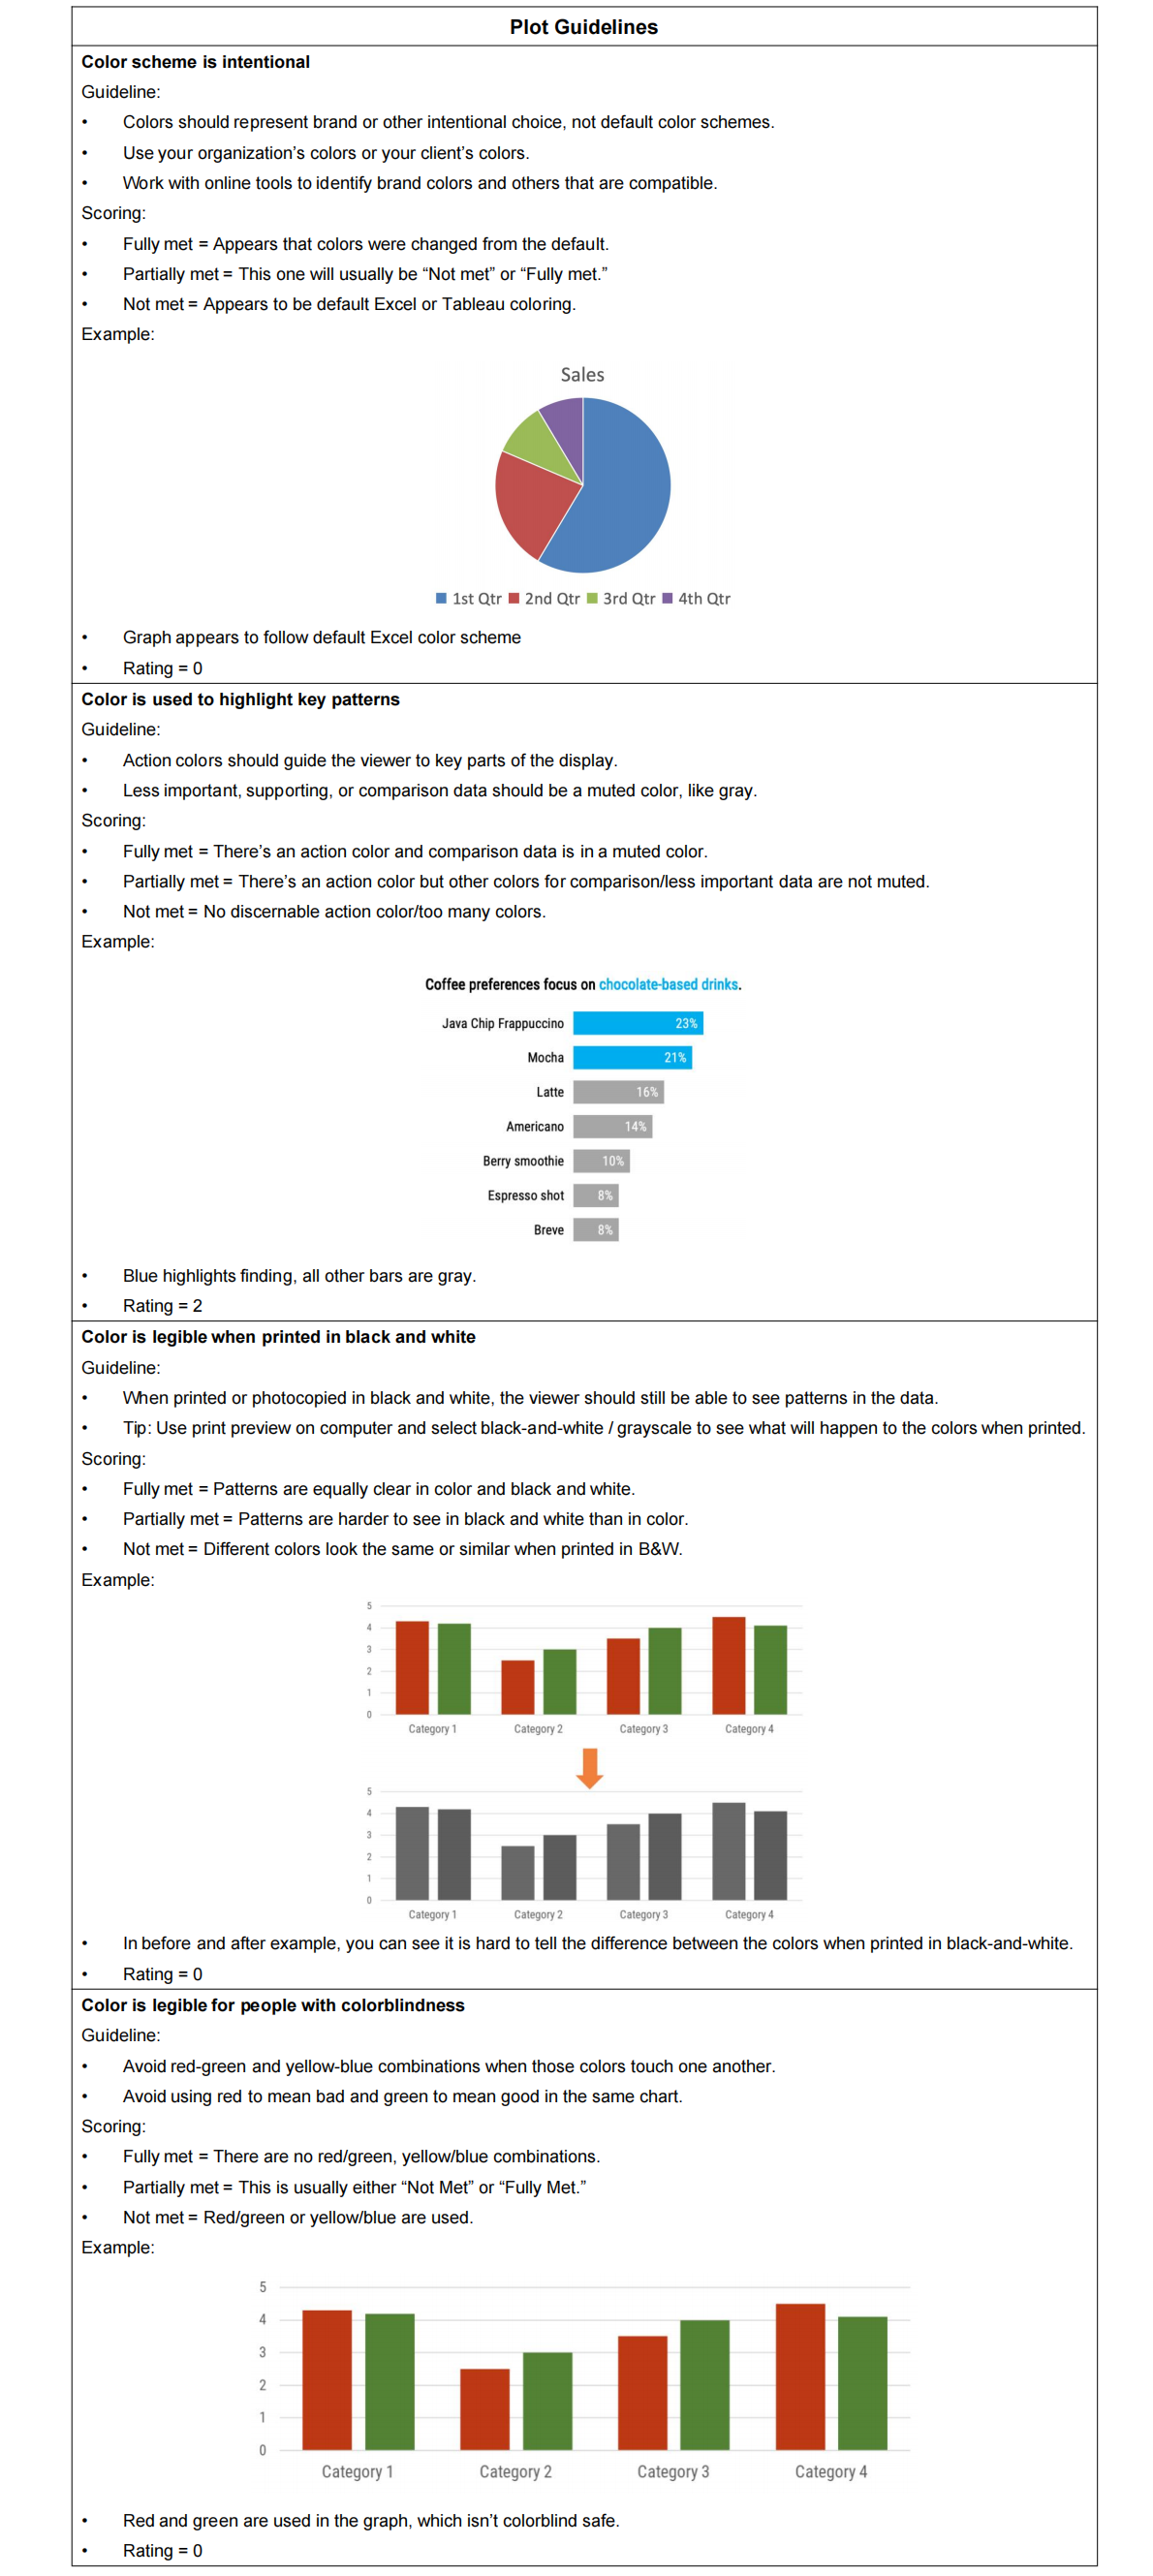 Plot Guidelines
Color scheme is intentional
Guideline:
• Colors should represent brand or other intentional choice, not default color schemes.
• Use your organization’s colors or your client’s colors.
• Work with online tools to identify brand colors and others that are compatible.
Scoring:
• Fully met = Appears that colors were changed from the default.
• Partially met = This one will usually be “Not met” or “Fully met.”
• Not met = Appears to be default Excel or Tableau coloring.
Example:
Sales
1st Qtr 2nd Qtr 3rd Qtr 4th Qtr
• Graph appears to follow default Excel color scheme
• Rating = 0
Color is used to highlight key patterns
Guideline:
• Action colors should guide the viewer to key parts of the display.
• Less important, supporting, or comparison data should be a muted color, like gray.
Scoring:
• Fully met = There’s an action color and comparison data is in a muted color.
• Partially met = There’s an action color but other colors for comparison/less important data are not muted.
• Not met = No discernable action color/too many colors.
Example:
Coffee preferences focus on chocolate-based drinks.
Java Chip Frappuccino 23%
Mocha 21%
Latte 16%
Americano 14%
Berry smoothie 10%
Espresso shot 8%
Breve 8%
• Blue highlights finding, all other bars are gray.
• Rating = 2
Color is legible when printed in black and white
Guideline:
• When printed or photocopied in black and white, the viewer should still be able to see patterns in the data.
• Tip: Use print preview on computer and select black-and-white / grayscale to see what will happen to the colors when printed.
Scoring:
• Fully met = Patterns are equally clear in color and black and white.
• Partially met = Patterns are harder to see in black and white than in color.
• Not met = Different colors look the same or similar when printed in B&W.
Example:
5
4
3
2
1
0
Category 1 Category 2 Category 3 Category 4
5
4
3
2
1
0
Category 1 Category 2 Category 3 Category 4
• In before and after example, you can see it is hard to tell the difference between the colors when printed in black-and-white.
• Rating = 0
Color is legible for people with colorblindness
Guideline:
• Avoid red-green and yellow-blue combinations when those colors touch one another.
• Avoid using red to mean bad and green to mean good in the same chart.
Scoring:
• Fully met = There are no red/green, yellow/blue combinations.
• Partially met = This is usually either “Not Met” or “Fully Met.”
• Not met = Red/green or yellow/blue are used.
Example:
5
4
3
2
1
0
Category 1 Category 2 Category 3 Category 4
• Red and green are used in the graph, which isn’t colorblind safe.
• Rating = 0